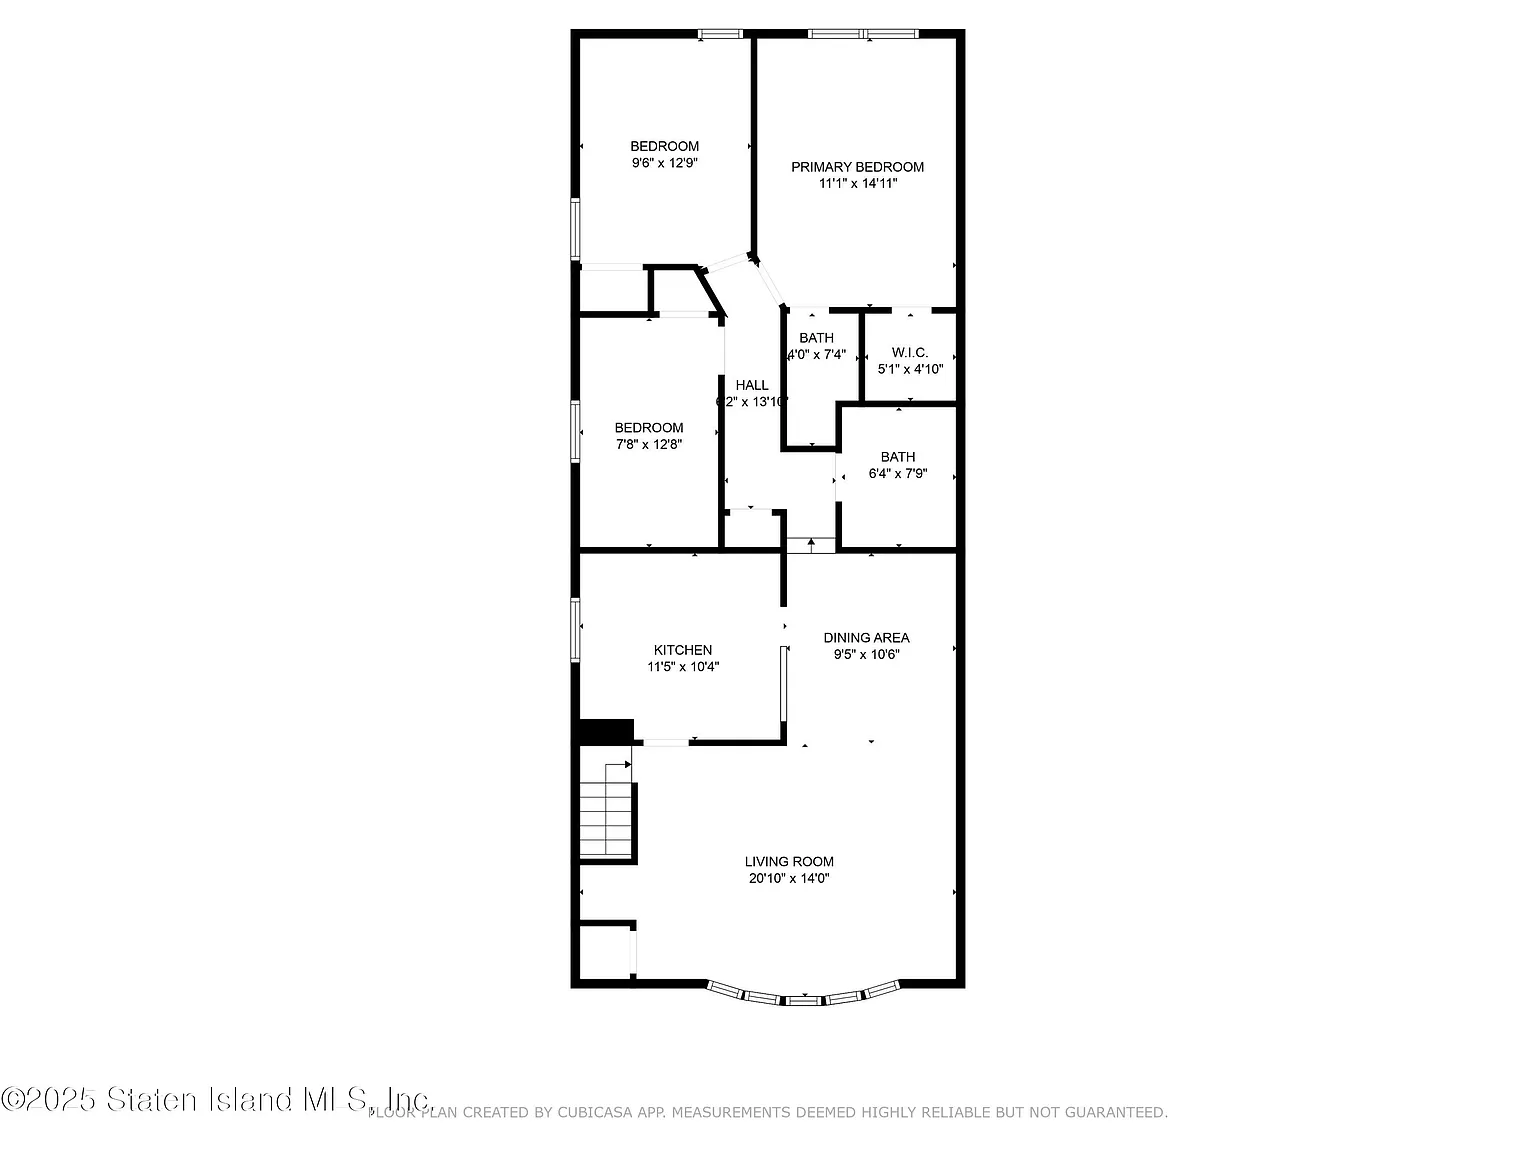 BEDROOM
9'6" x 12'9"
PRIMARY BEDROOM
11'1" x 14'11"
BATH
4'0" x 7'4"
W.I.C.
5'1" x 4'10"
HALL
6'2" x 13'10"
BEDROOM
7'8" x 12'8"
BATH
6'4" x 7'9"
KITCHEN
11'5" x 10'4"
DINING AREA
9'5" x 10'6"
LIVING ROOM
20'10" x 14'0"
©2025 Staten Island MLS, Inc.
FLOOR PLAN CREATED BY CUBICASA APP. MEASUREMENTS DEEMED HIGHLY RELIABLE BUT NOT GUARANTEED.